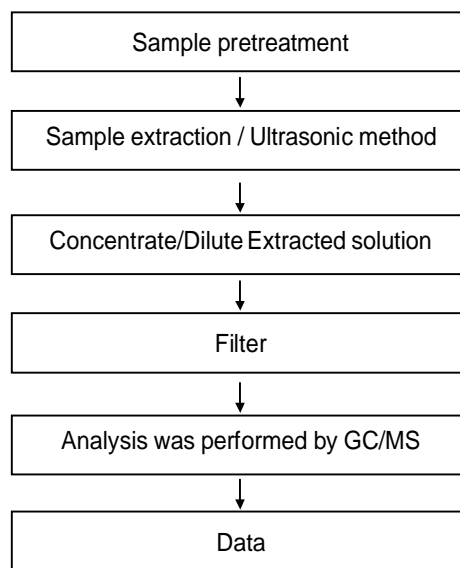 Sample pretreatment
Sample extraction / Ultrasonic method
Concentrate/Dilute Extracted solution
Filter
Analysis was performed by GC/MS
Data